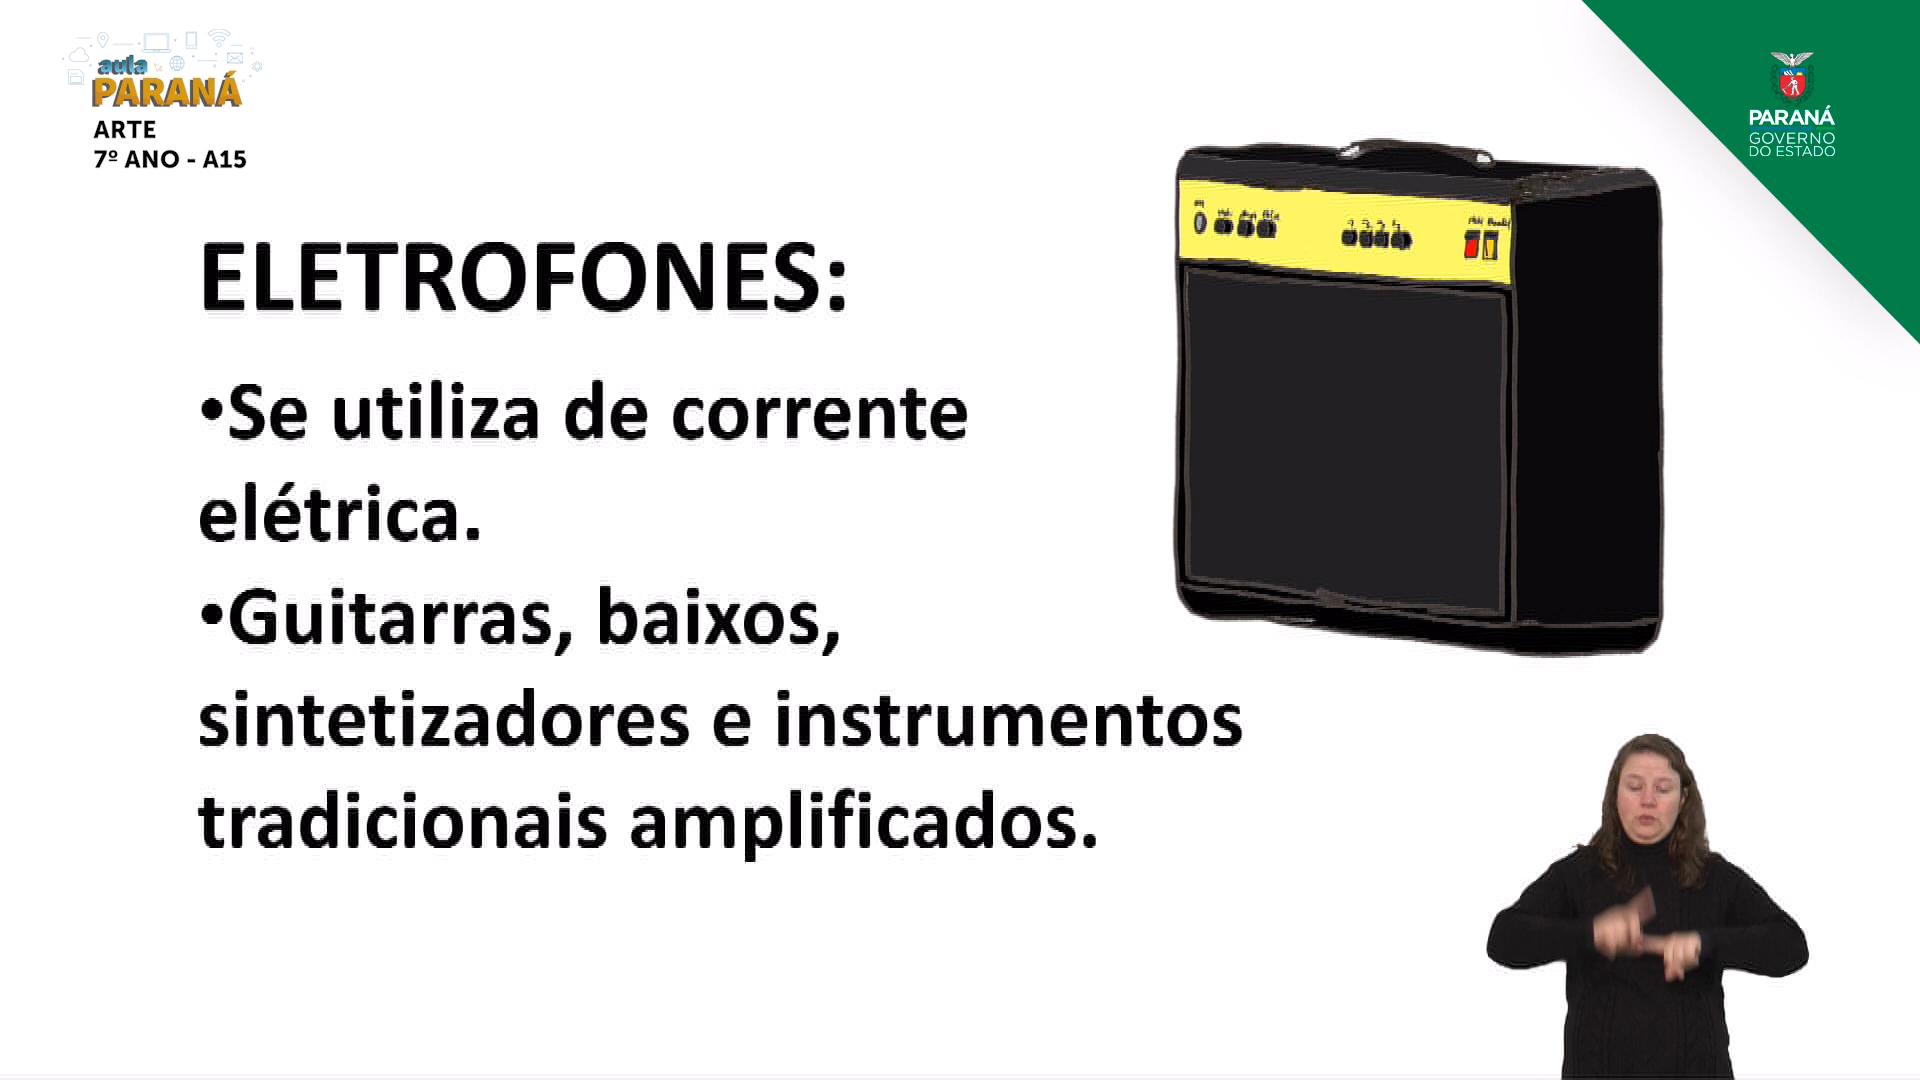 aula
PARANÁ
ARTE
7º ANO - A15
PARANÁ
GOVERNO
DO ESTADO
ELETROFONES:
•Se utiliza de corrente
elétrica.
•Guitarras, baixos,
sintetizadores e instrumentos
tradicionais amplificados.